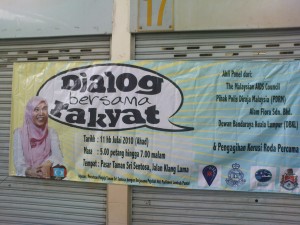 17
Dialog
bersama
rakyat
Tarikh : 11 hb Julai 2010 (Ahad)
Masa : 5.00 petang hingga 7.00 malam
Tempat : Pasar Taman Sri Sentosa, Jalan Klang Lama
Ahli Panel dari:
The Malaysian AIDS Council
Pihak Polis Diraja Malaysia (PDRM)
Alam Flora Sdn. Bhd.
Dewan Bandaraya Kuala Lumpur (DBKL)
& Pengagihan Kerusi Roda Percuma